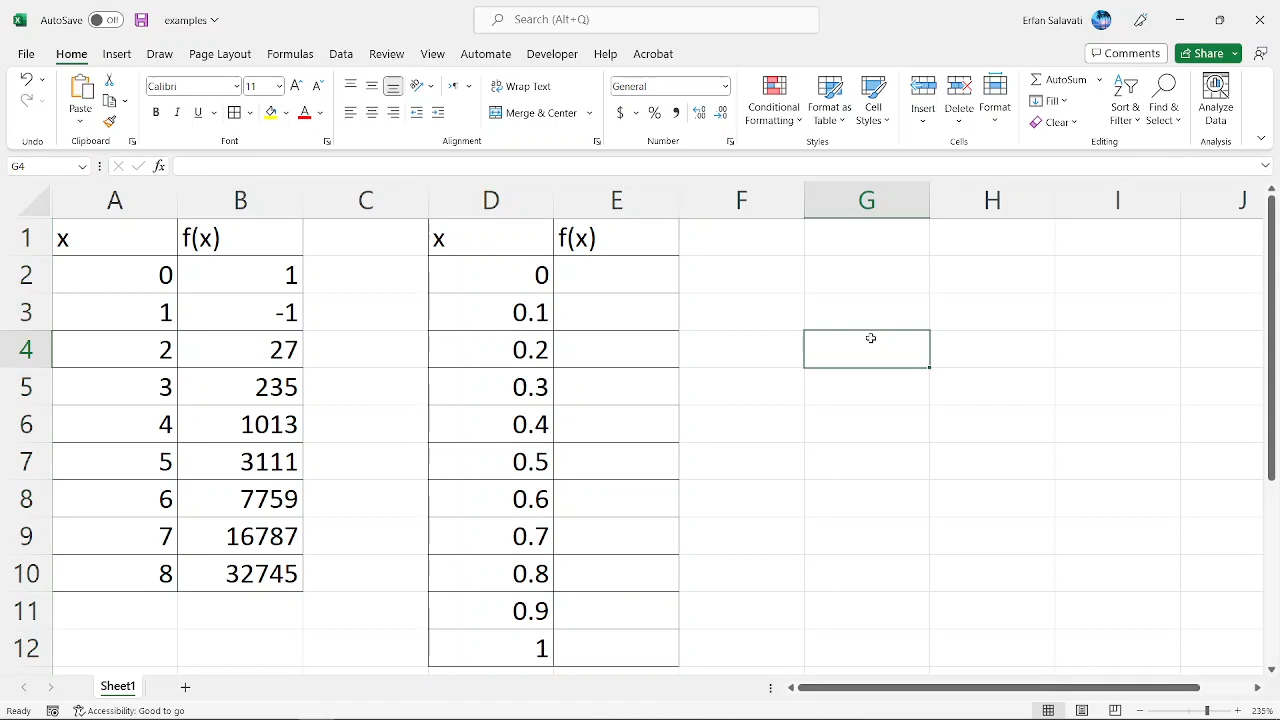 AutoSave Off examples Search (Alt+Q) Erfan Salavati
File Home Insert Draw Page Layout Formulas Data Review View Automate Developer Help Acrobat Comments Share
Paste Calibri 11 B I U A Wrap Text Merge & Center General $ % , Conditional Formatting Format as Table Cell Styles Insert Delete Format AutoSum Fill Clear Sort & Filter Find & Select Analyze Data
Undo Clipboard Font Alignment Number Styles Cells Editing Analysis
G4 fx
A B C D E F G H I J
1 x f(x) x f(x)
2 0 1 0
3 1 -1 0.1
4 2 27 0.2
5 3 235 0.3
6 4 1013 0.4
7 5 3111 0.5
8 6 7759 0.6
9 7 16787 0.7
10 8 32745 0.8
11 0.9
12 1
Sheet1
Ready Accessibility: Good to go 235%